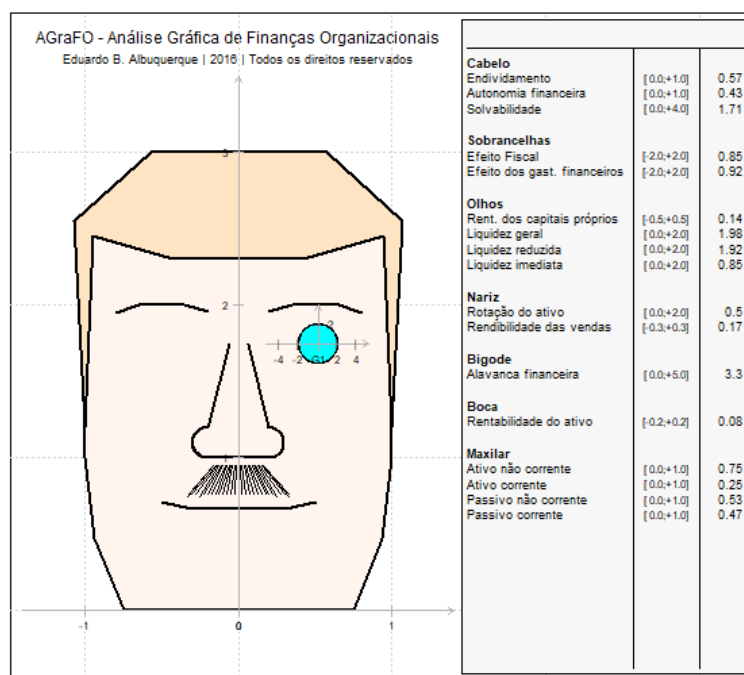 AGraFO - Análise Gráfica de Finanças Organizacionais
Eduardo B. Albuquerque | 2016 | Todos os direitos reservados
3
2
2
-4 -2 G1 2 4
1
-1 0 1
Cabelo
Endividamento [0.0;+1.0] 0.57
Autonomia financeira [0.0;+1.0] 0.43
Solvabilidade [0.0;+4.0] 1.71
Sobrancelhas
Efeito Fiscal [-2.0;+2.0] 0.85
Efeito dos gast. financeiros [-2.0;+2.0] 0.92
Olhos
Rent. dos capitais próprios [-0.5;+0.5] 0.14
Liquidez geral [0.0;+2.0] 1.98
Liquidez reduzida [0.0;+2.0] 1.92
Liquidez imediata [0.0;+2.0] 0.85
Nariz
Rotação do ativo [0.0;+2.0] 0.5
Rendibilidade das vendas [-0.3;+0.3] 0.17
Bigode
Alavanca financeira [0.0;+5.0] 3.3
Boca
Rentabilidade do ativo [-0.2;+0.2] 0.08
Maxilar
Ativo não corrente [0.0;+1.0] 0.75
Ativo corrente [0.0;+1.0] 0.25
Passivo não corrente [0.0;+1.0] 0.53
Passivo corrente [0.0;+1.0] 0.47